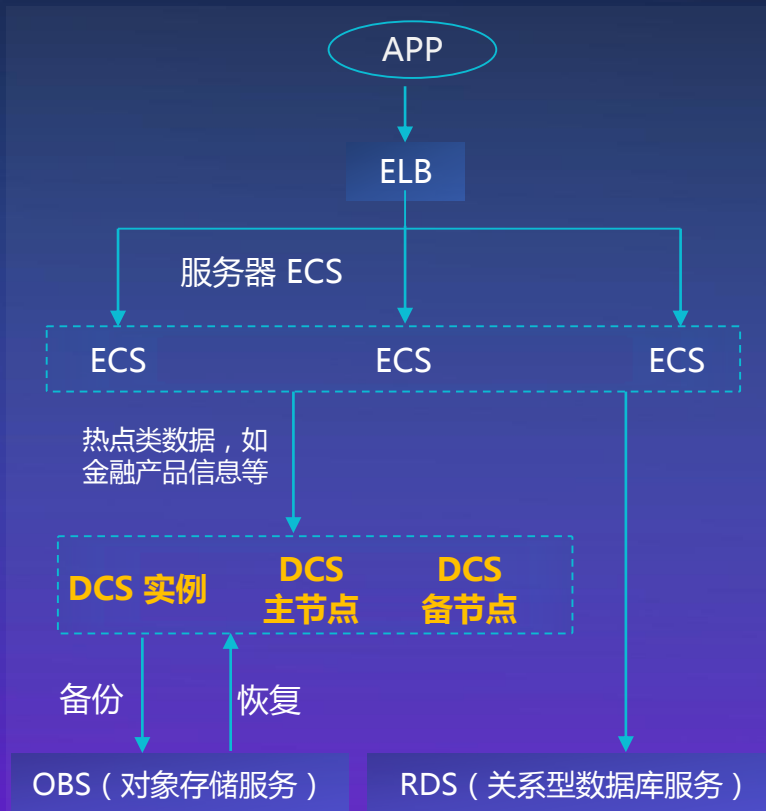 APP
ELB
服务器 ECS
ECS
ECS
ECS
热点类数据，如
金融产品信息等
DCS 实例
DCS
主节点
DCS
备节点
备份
恢复
OBS（对象存储服务）
RDS（关系型数据库服务）